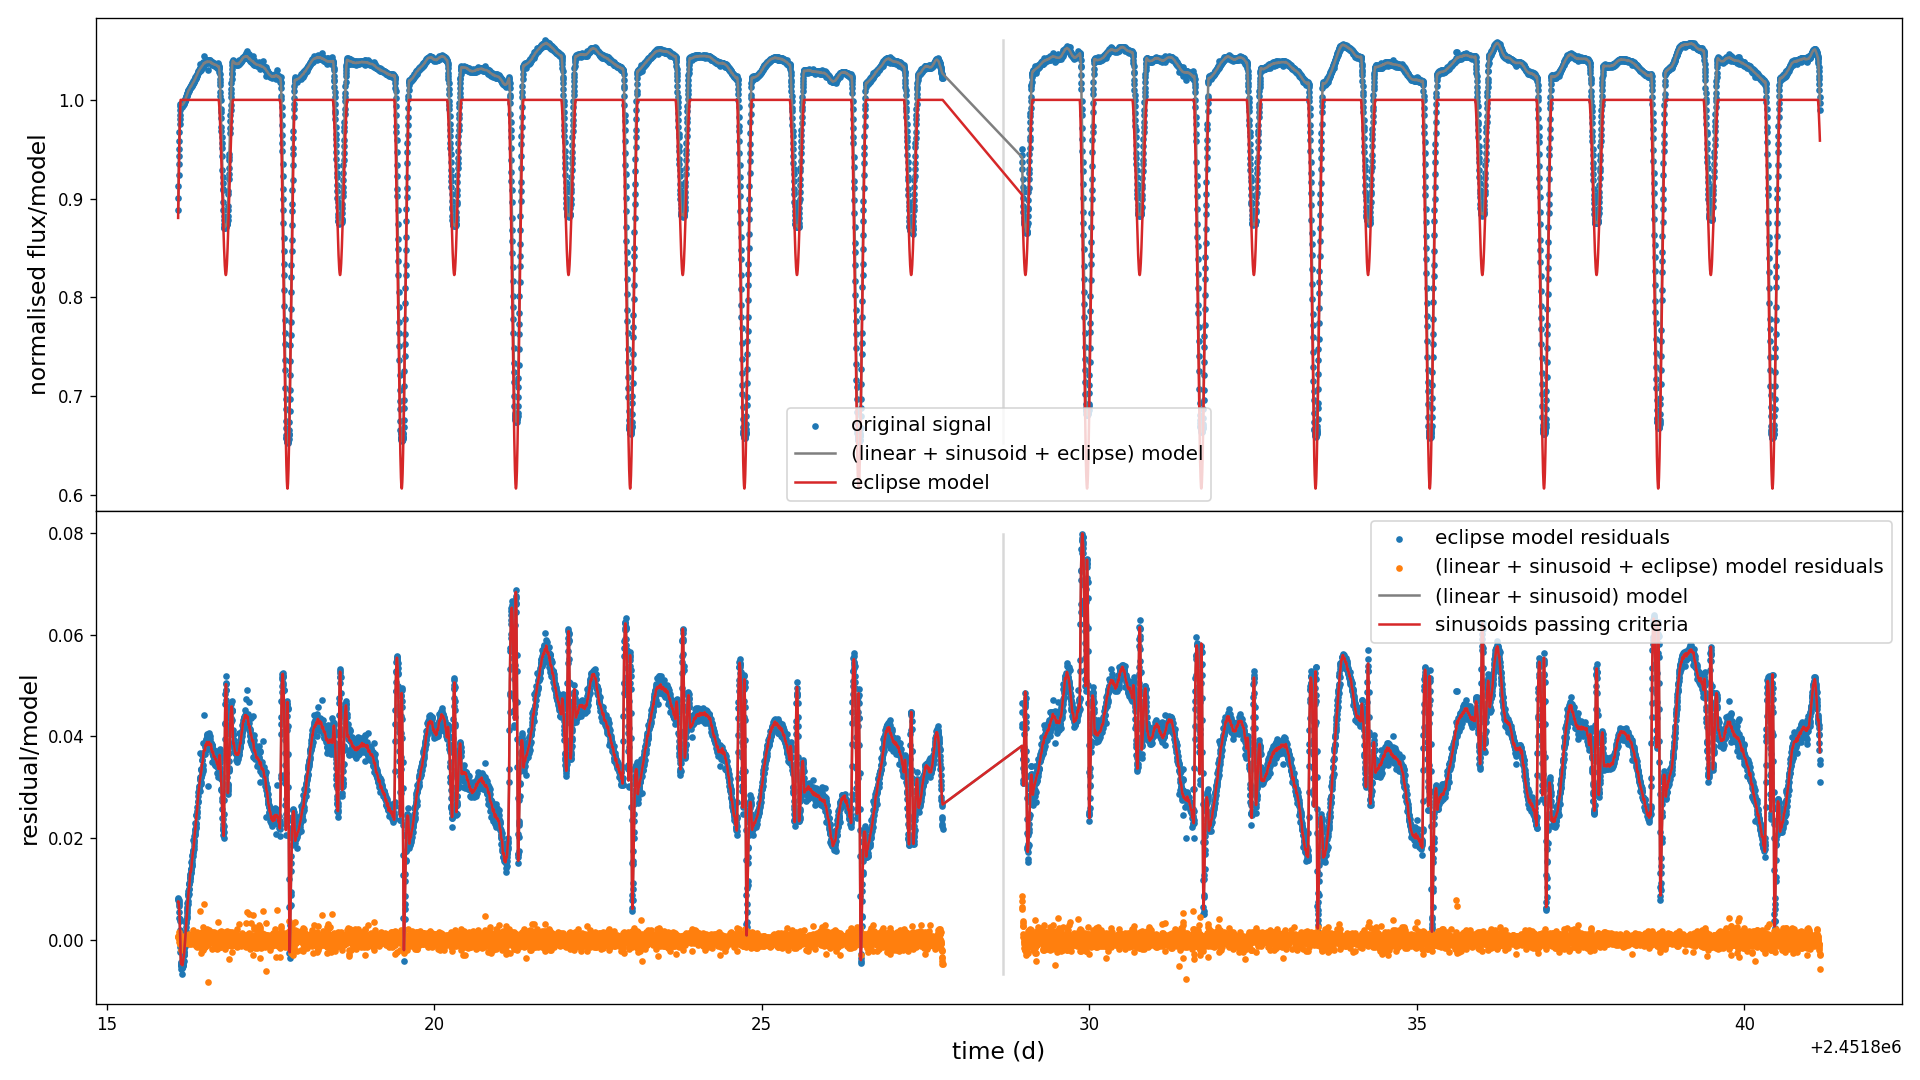 normalised flux/model
1.0
0.9
0.8
0.7
0.6
original signal
(linear + sinusoid + eclipse) model
eclipse model
residual/model
0.08
0.06
0.04
0.02
0.00
eclipse model residuals
(linear + sinusoid + eclipse) model residuals
(linear + sinusoid) model
sinusoids passing criteria
15
20
25
30
35
40
time (d)
+2.4518e6